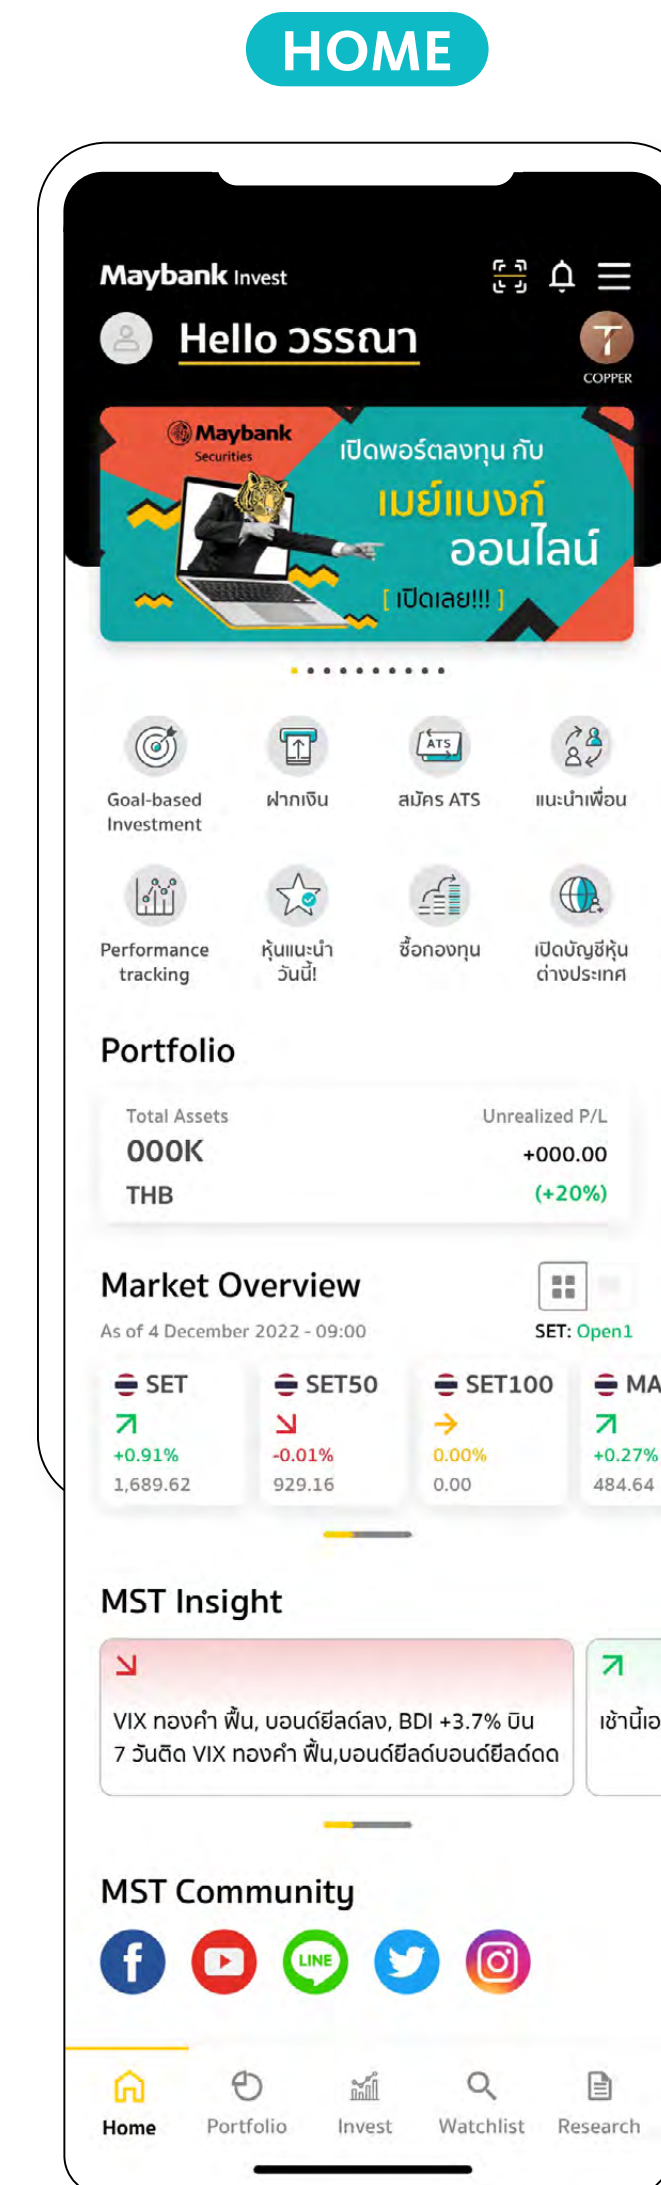 HOME
Maybank Invest
Hello วรรณา
T
COPPER
Maybank
Securities
เปิดพอร์ตลงทุน กับ
เมย์แบงก์
ออนไลน์
[ เปิดเลย!!! ]
ATS
Goal-based
Investment
ฝากเงิน
สมัคร ATS
แนะนำเพื่อน
Performance
tracking
หุ้นแนะนำ
วันนี้!
ซื้อกองทุน
เปิดบัญชีหุ้น
ต่างประเทศ
Portfolio
Total Assets
Unrealized P/L
000K
+000.00
THB
(+20%)
Market Overview
As of 4 December 2022 - 09:00
SET: Open1
SET
SET50
SET100
MA
+0.91%
-0.01%
0.00%
+0.27%
1,689.62
929.16
0.00
484.64
MST Insight
VIX ทองคำ ฟื้น, บอนด์ยีลด์ลง, BDI +3.7% บิน
7 วันติด VIX ทองคำ ฟื้น,บอนด์ยีลด์บอนด์ยีลด์ดด
เช้านี้เอ
MST Community
LINE
Home
Portfolio
Invest
Watchlist
Research